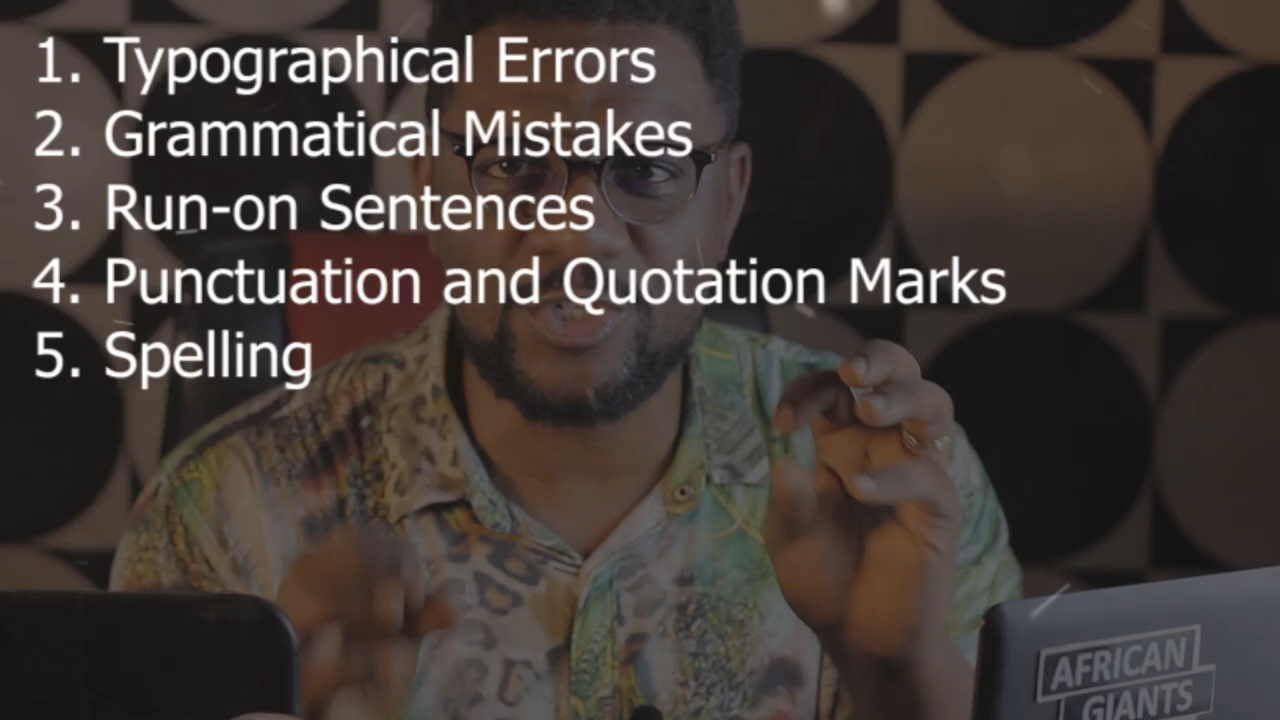 1. Typographical Errors
2. Grammatical Mistakes
3. Run-on Sentences
4. Punctuation and Quotation Marks
5. Spelling
AFRICAN
GIANTS